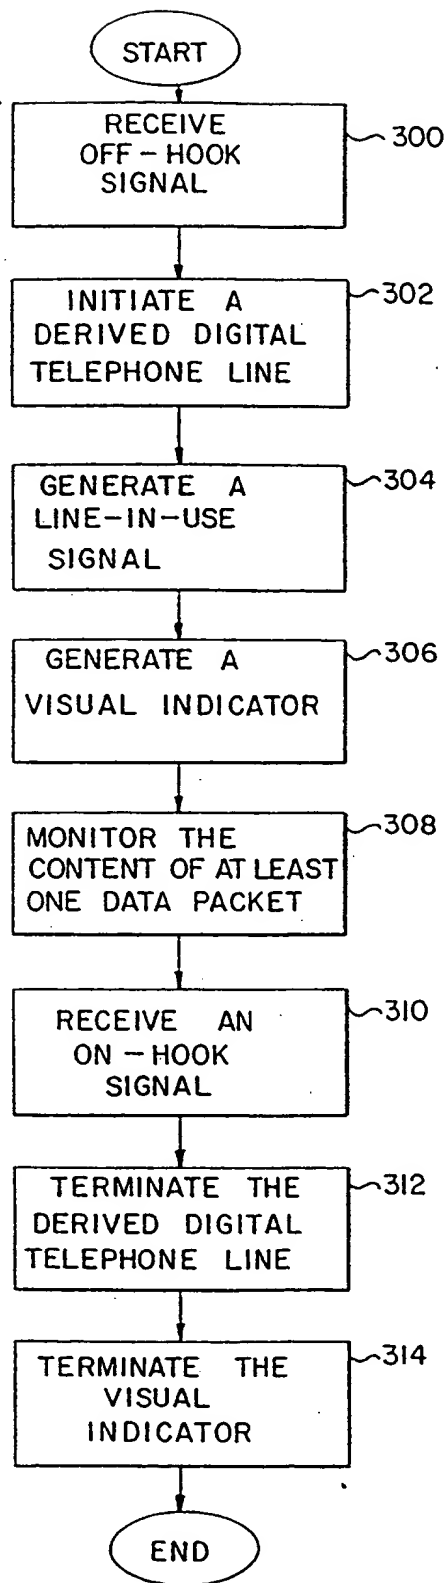 START
RECEIVE
OFF-HOOK
SIGNAL
300
INITIATE A
DERIVED DIGITAL
TELEPHONE LINE
302
GENERATE A
LINE-IN-USE
SIGNAL
304
GENERATE A
VISUAL INDICATOR
306
MONITOR THE
CONTENT OF AT LEAST
ONE DATA PACKET
308
RECEIVE AN
ON-HOOK
SIGNAL
310
TERMINATE THE
DERIVED DIGITAL
TELEPHONE LINE
312
TERMINATE THE
VISUAL
INDICATOR
314
END